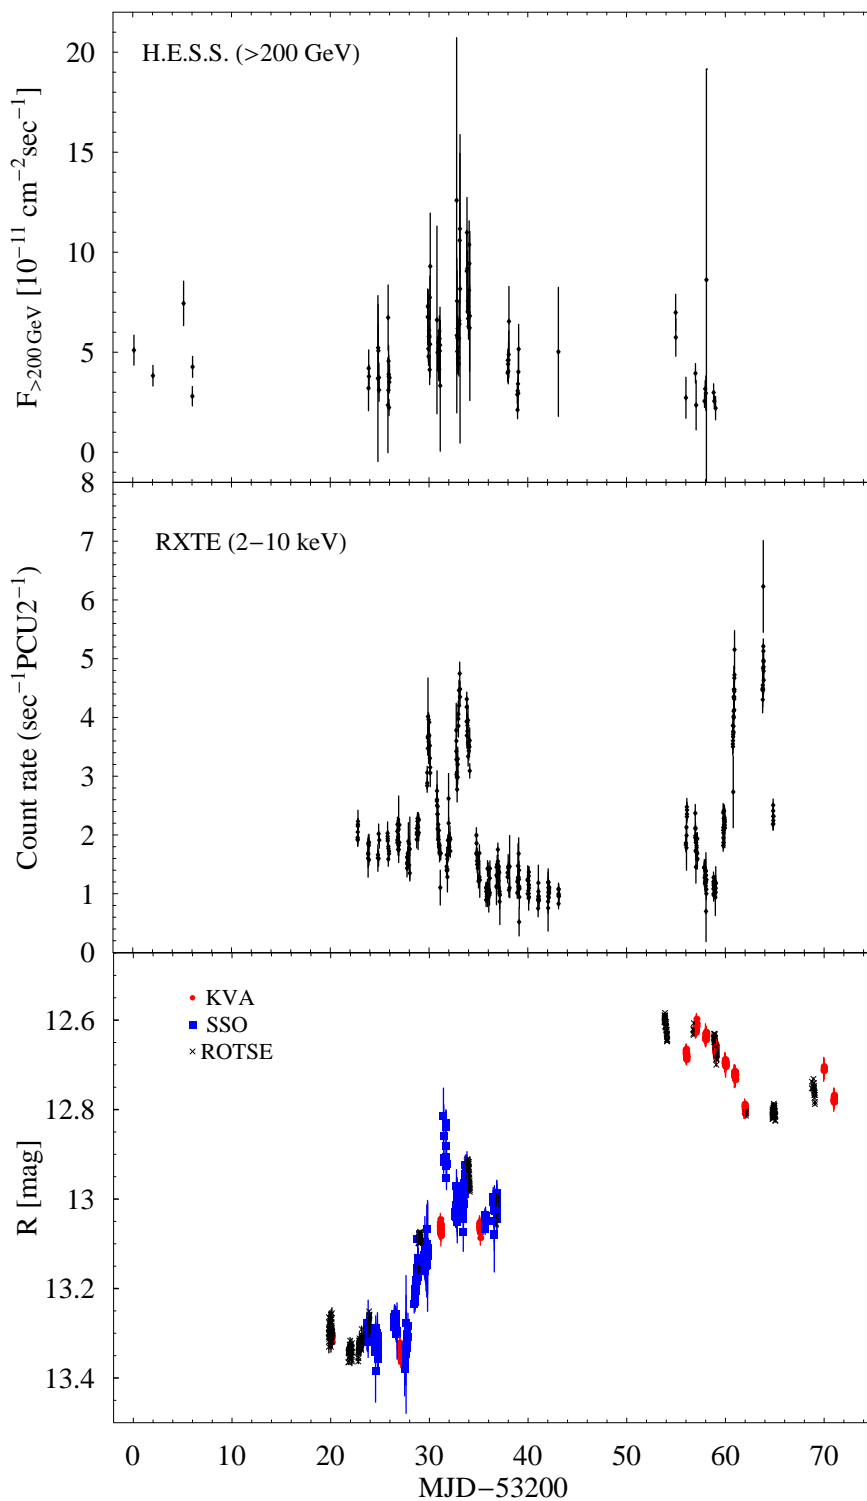 H.E.S.S. (>200 GeV)
F>200 GeV [10−11 cm−2sec−1]
20
15
10
5
0
RXTE (2−10 keV)
Count rate (sec−1PCU2−1)
8
7
6
5
4
3
2
1
0
KVA
SSO
ROTSE
R [mag]
12.6
12.8
13
13.2
13.4
0 10 20 30 40 50 60 70
MJD−53200